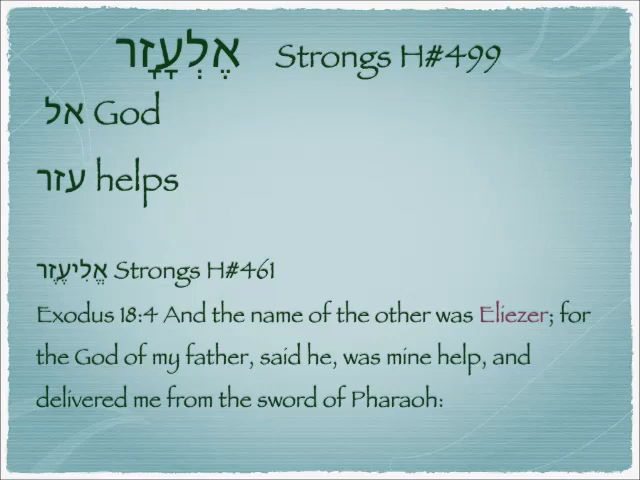 אֶלְעָזָר Strongs H#499
אל God
עזר helps
אֱלִיעֶזֶר Strongs H#461
Exodus 18:4 And the name of the other was Eliezer; for
the God of my father, said he, was mine help, and
delivered me from the sword of Pharaoh: